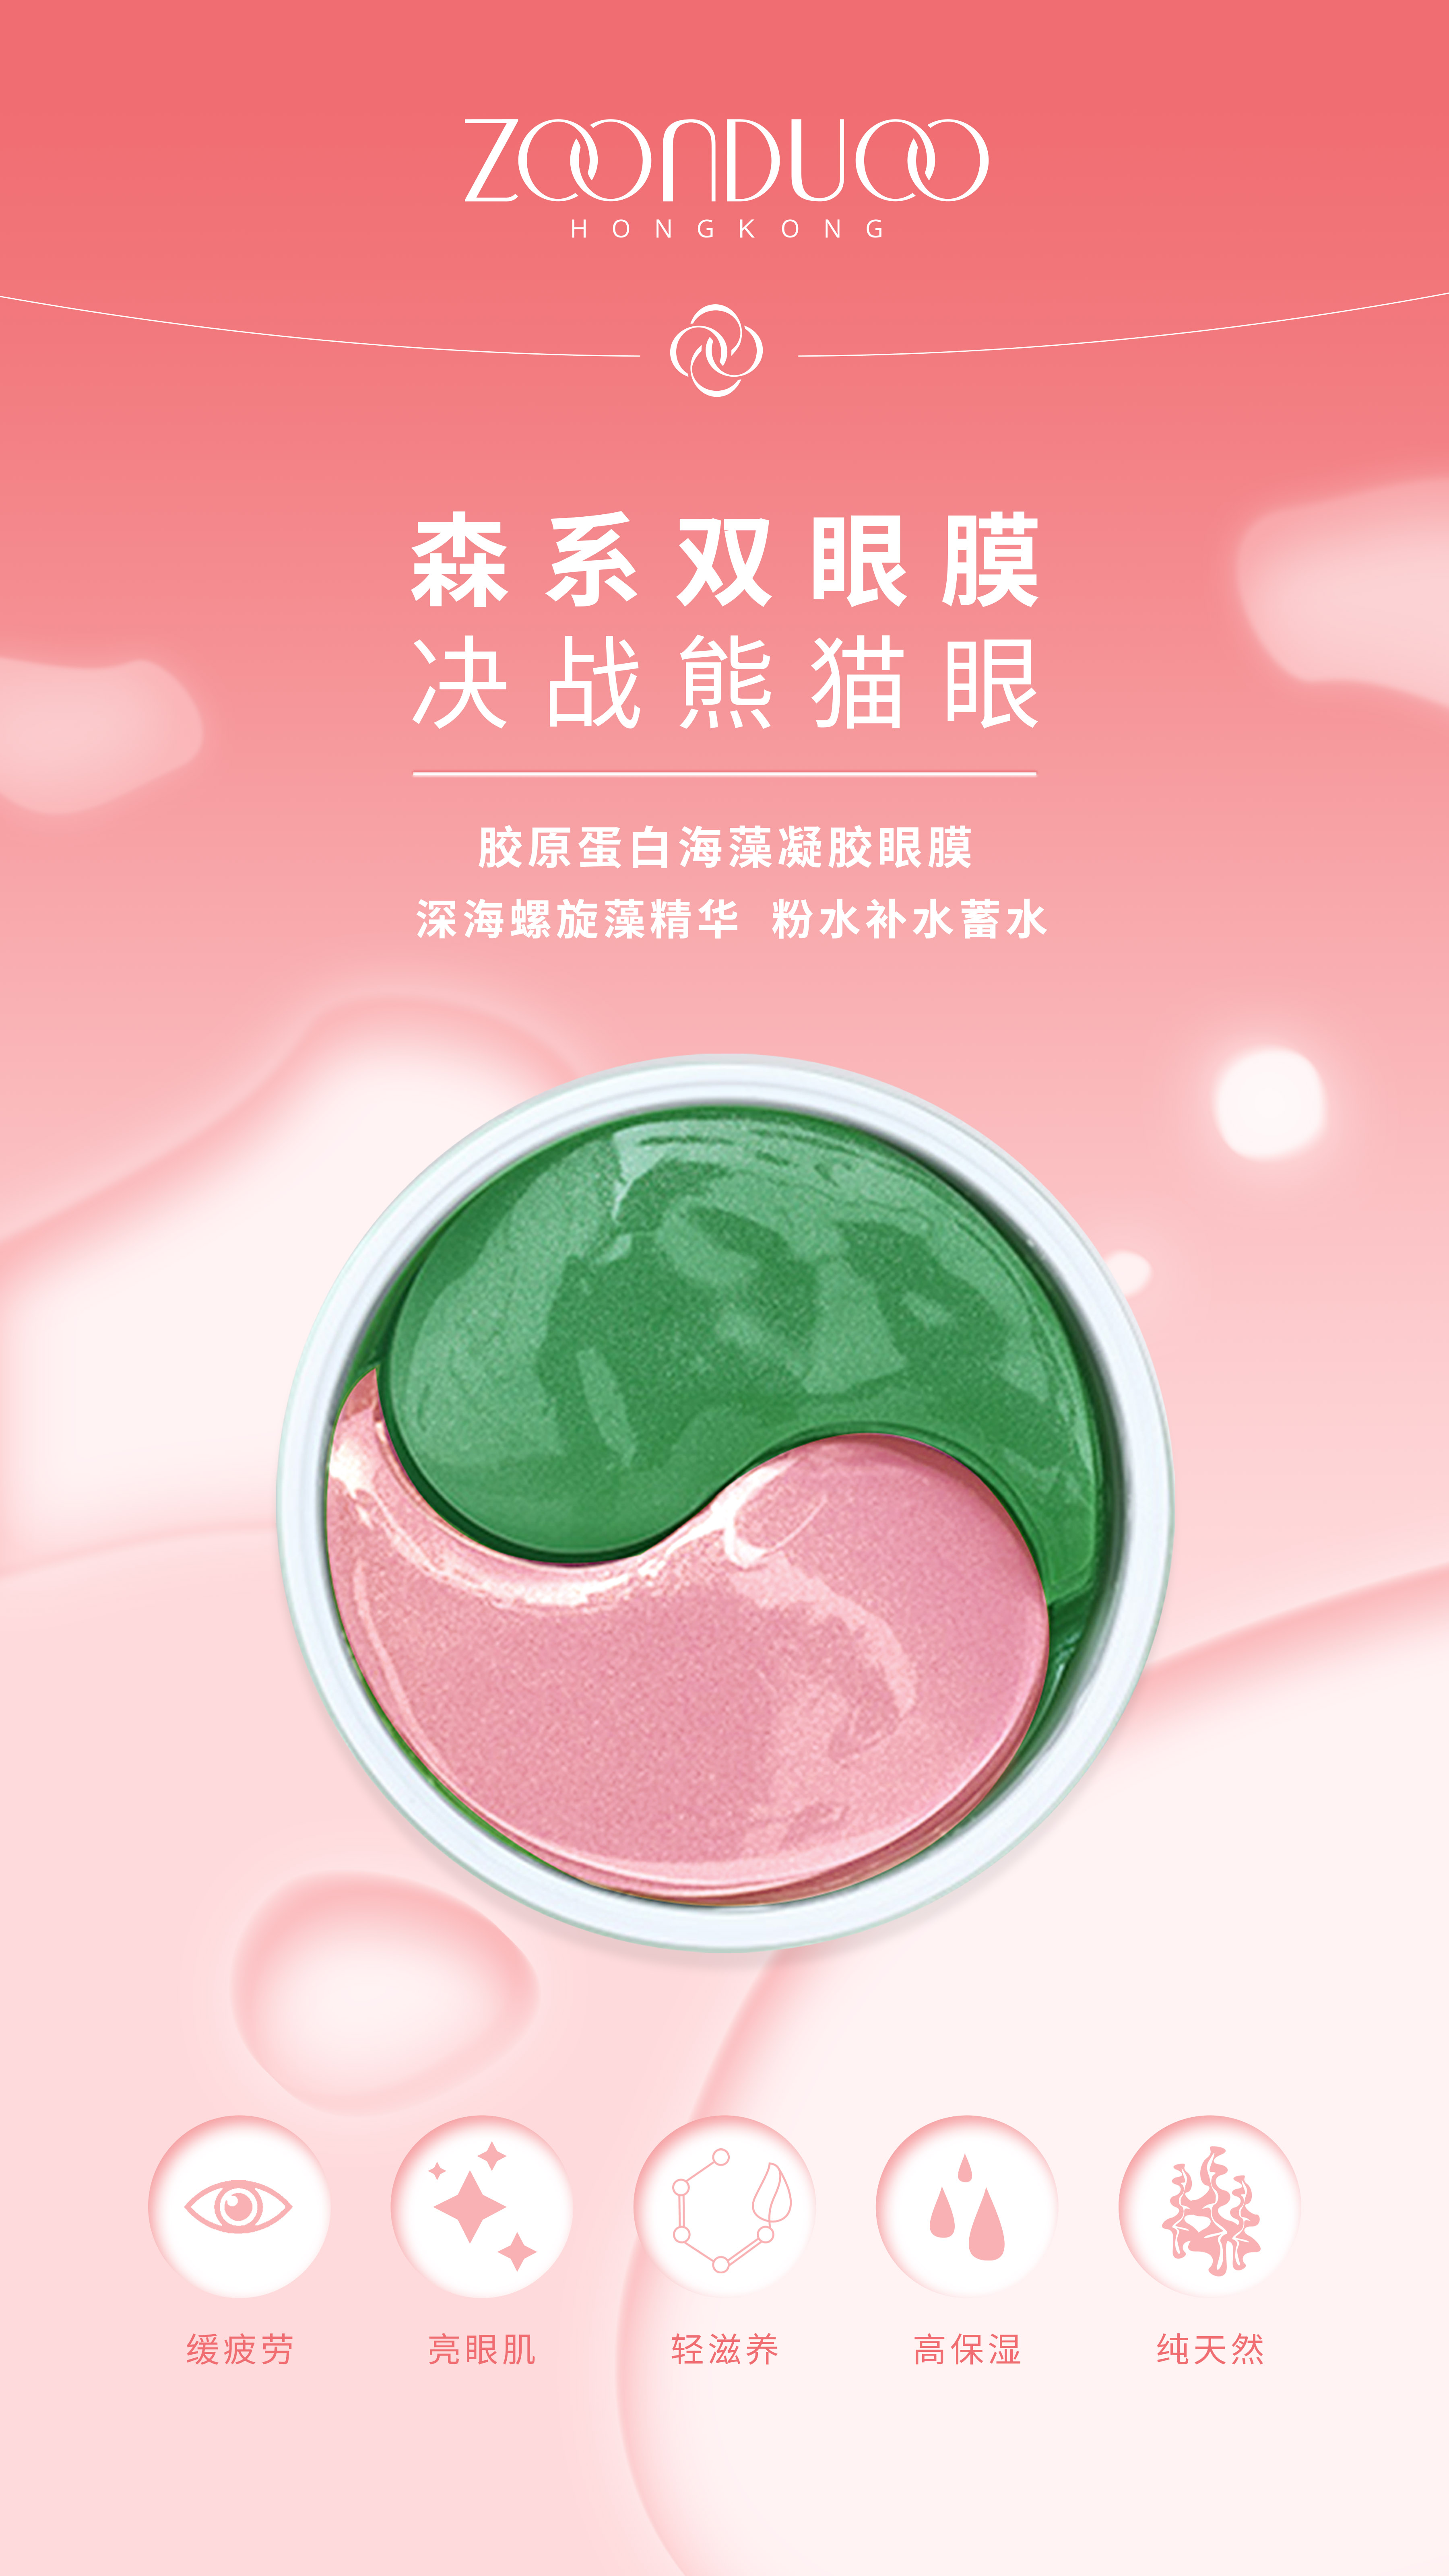 ZOONDUOO
HONGKONG
森系双眼膜
决战熊猫眼
胶原蛋白海藻凝胶眼膜
深海螺旋藻精华 粉水补水蓄水
缓疲劳 亮眼肌 轻滋养 高保湿 纯天然